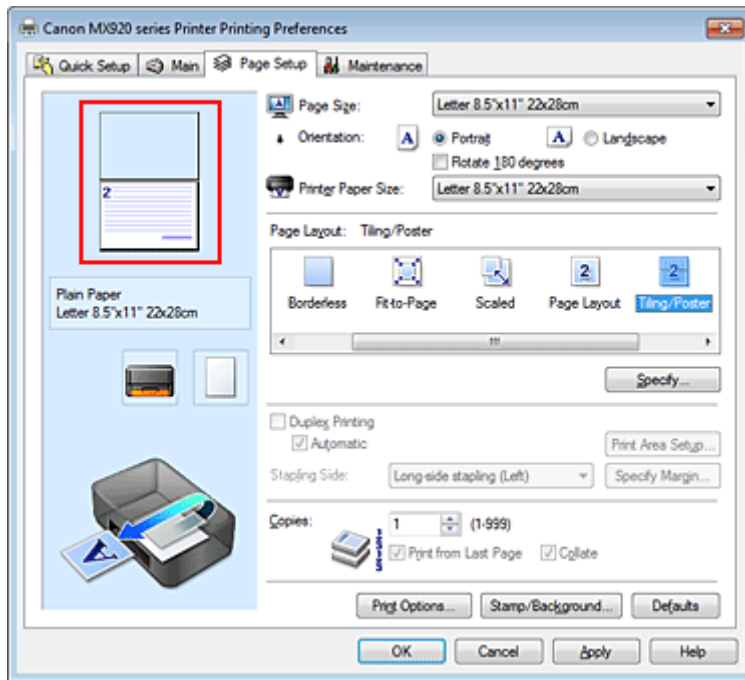 Canon MX920 series Printer Printing Preferences
Quick Setup Main Page Setup Maintenance
2
Plain Paper
Letter 8.5"x11" 22x28cm
Page Size: Letter 8.5"x11" 22x28cm
Orientation: A Portrait A Landscape
Rotate 180 degrees
Printer Paper Size: Letter 8.5"x11" 22x28cm
Page Layout: Tiling/Poster
2 2
Borderless Fit-to-Page Scaled Page Layout Tiling/Poster
Specify...
Duplex Printing
Automatic Print Area Setup...
Stapling Side: Long-side stapling (Left) Specify Margin...
Copies: 1 (1-999)
Print from Last Page Collate
A
Print Options... Stamp/Background... Defaults
OK Cancel Apply Help